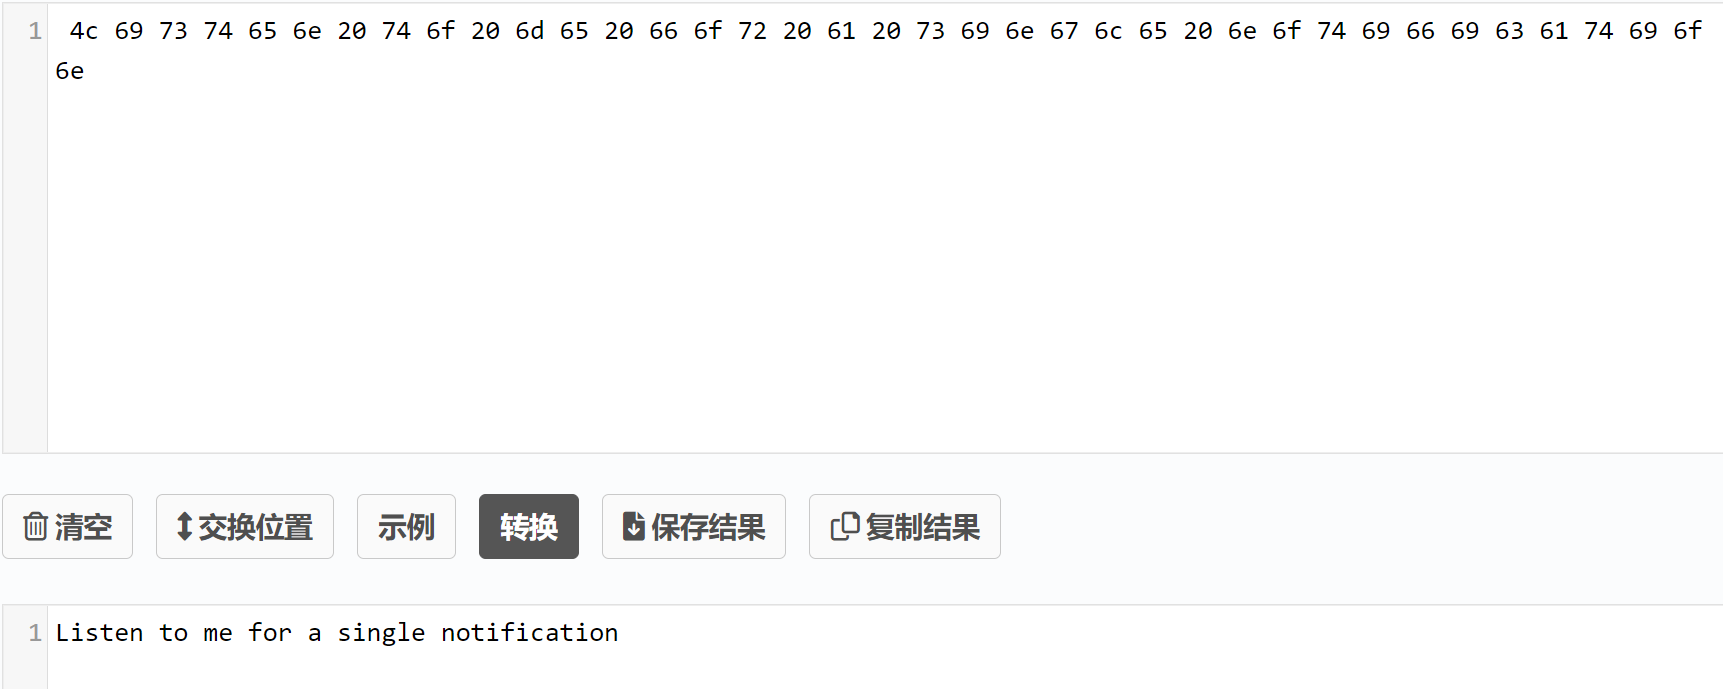 1 4c 69 73 74 65 6e 20 74 6f 20 6d 65 20 66 6f 72 20 61 20 73 69 6e 67 6c 65 20 6e 6f 74 69 66 69 63 61 74 69 6f
6e
清空 交换位置 示例 转换 保存结果 复制结果
1 Listen to me for a single notification